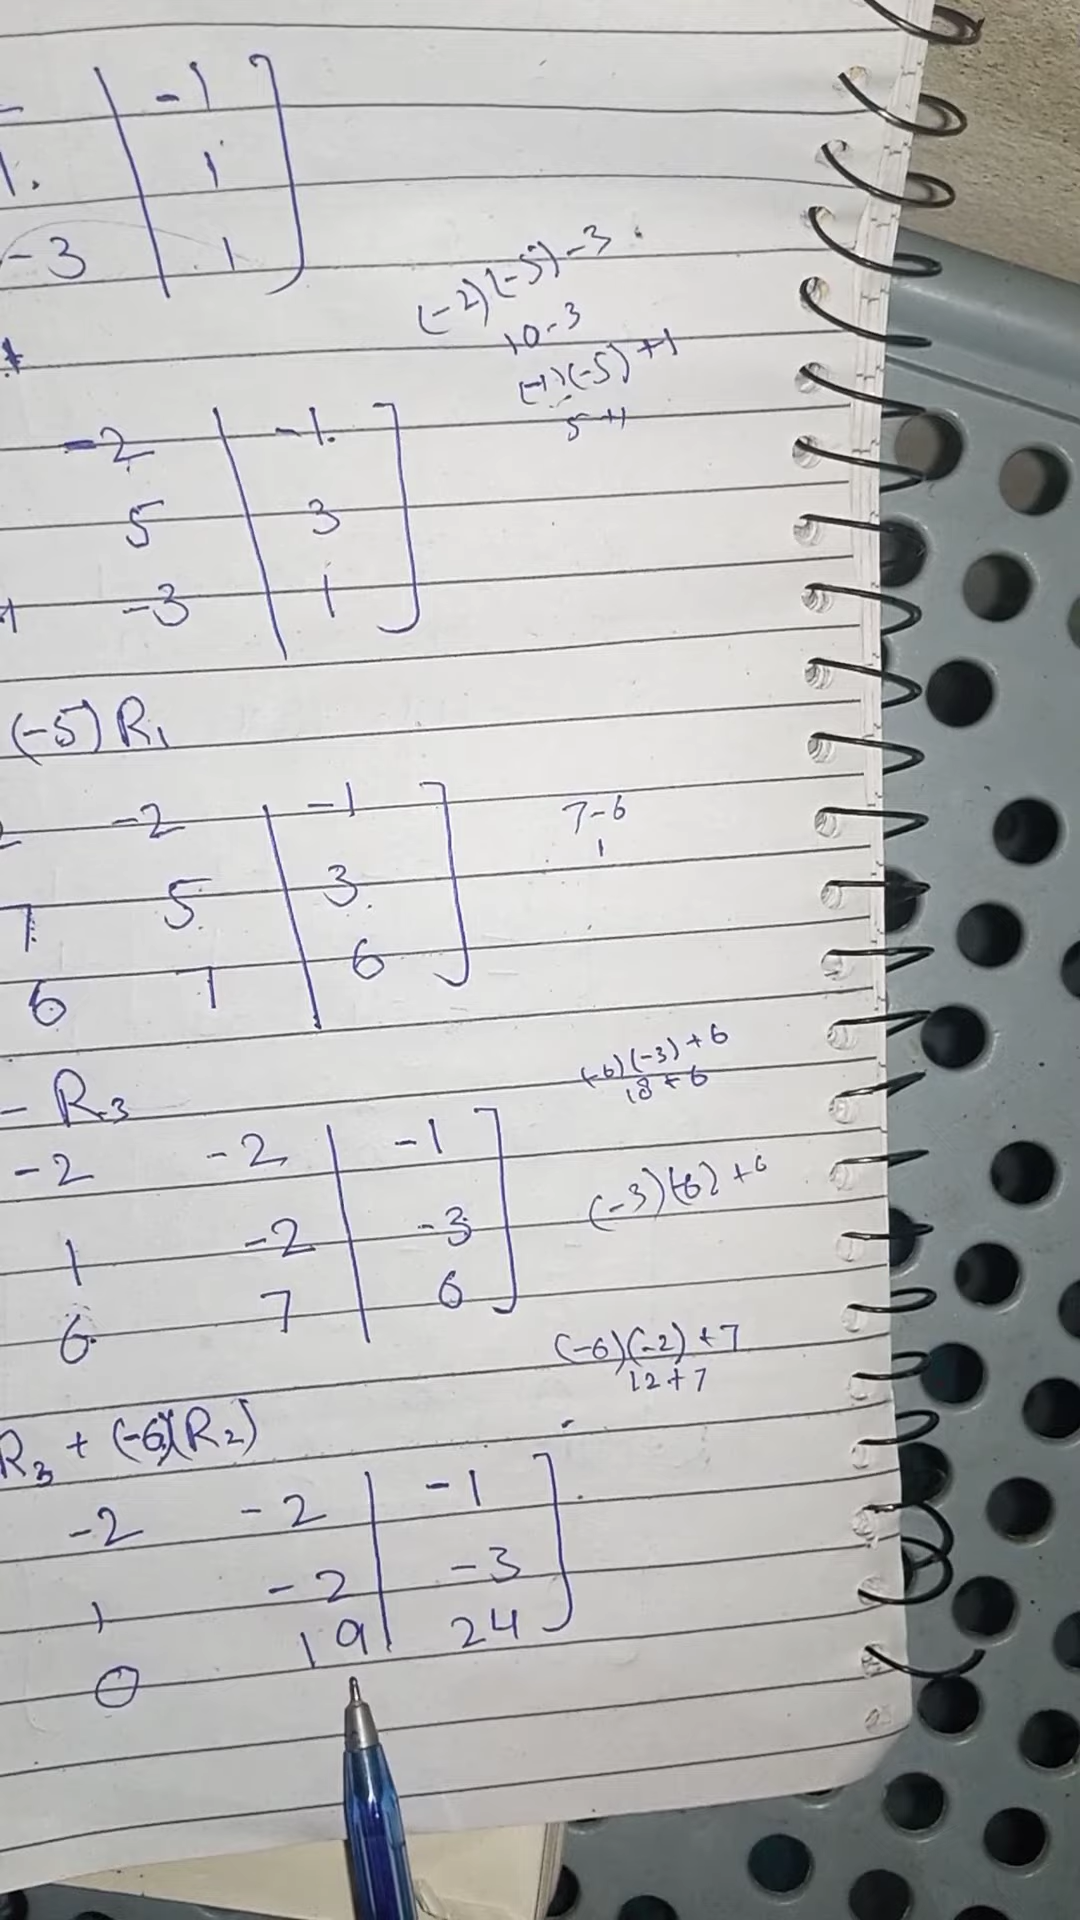 -1
1. 1
-3 1
(-2)(-5)-3
10-3
(-1)(-5)+1
5+1
-2 -1
5 3
-3 1
(-5)R₁
-2 -1
7 5 3
6 7 6
7-6
1
- R₃
-2 -2 -1
1 -2 -3
6 7 6
(-6)(-3)+6
18+6
(-3)(-6)+6
(-6)(-2)+7
12+7
R₃ + (-6)(R₂)
-2 -2 -1
1 -2 -3
0 19 24